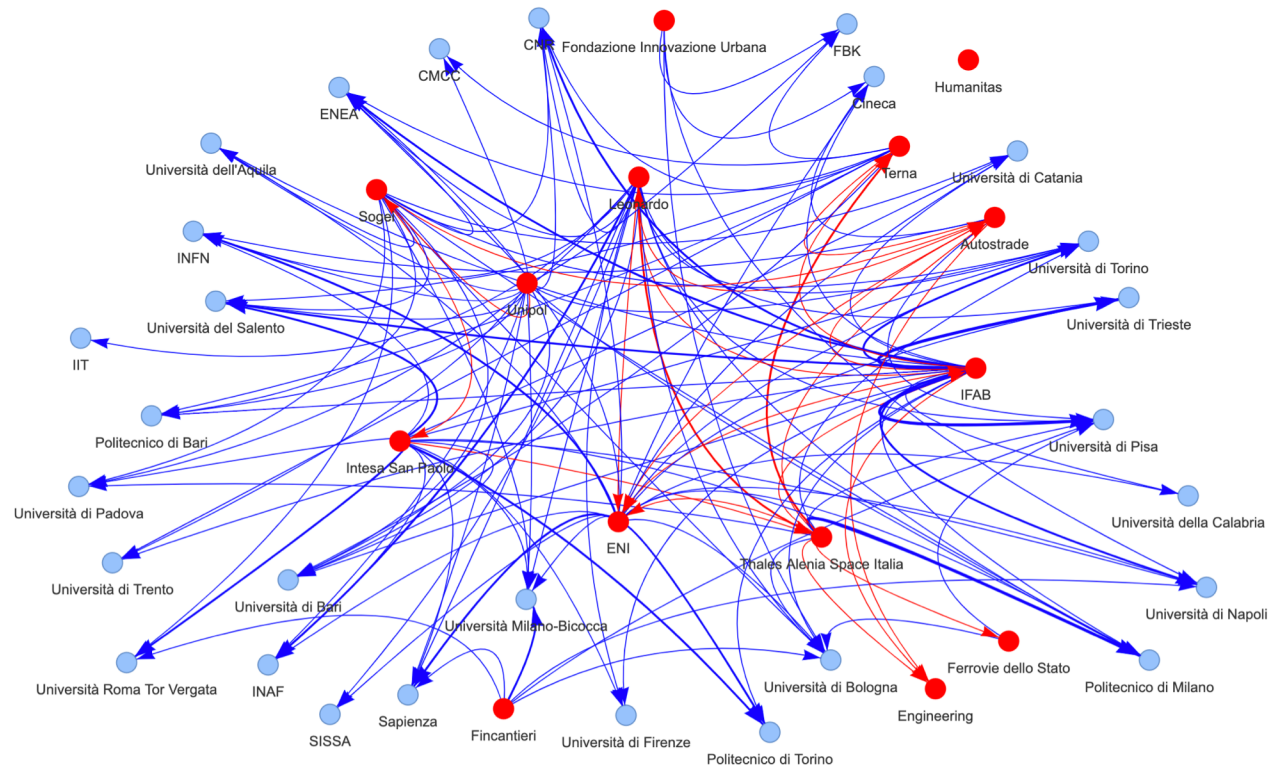 CNR
Fondazione Innovazione Urbana
FBK
CMCC
Cineca
Humanitas
ENEA
Università dell'Aquila
Terna
Università di Catania
Sogei
Leonardo
Autostrade
INFN
Università di Torino
Unipol
Università del Salento
Università di Trieste
IIT
IFAB
Politecnico di Bari
Università di Pisa
Intesa San Paolo
Università di Padova
Università della Calabria
ENI
Thales Alenia Space Italia
Università di Trento
Università di Bari
Università di Napoli
Università Milano-Bicocca
Ferrovie dello Stato
Università Roma Tor Vergata
INAF
Università di Bologna
Politecnico di Milano
Engineering
Sapienza
Fincantieri
SISSA
Università di Firenze
Politecnico di Torino